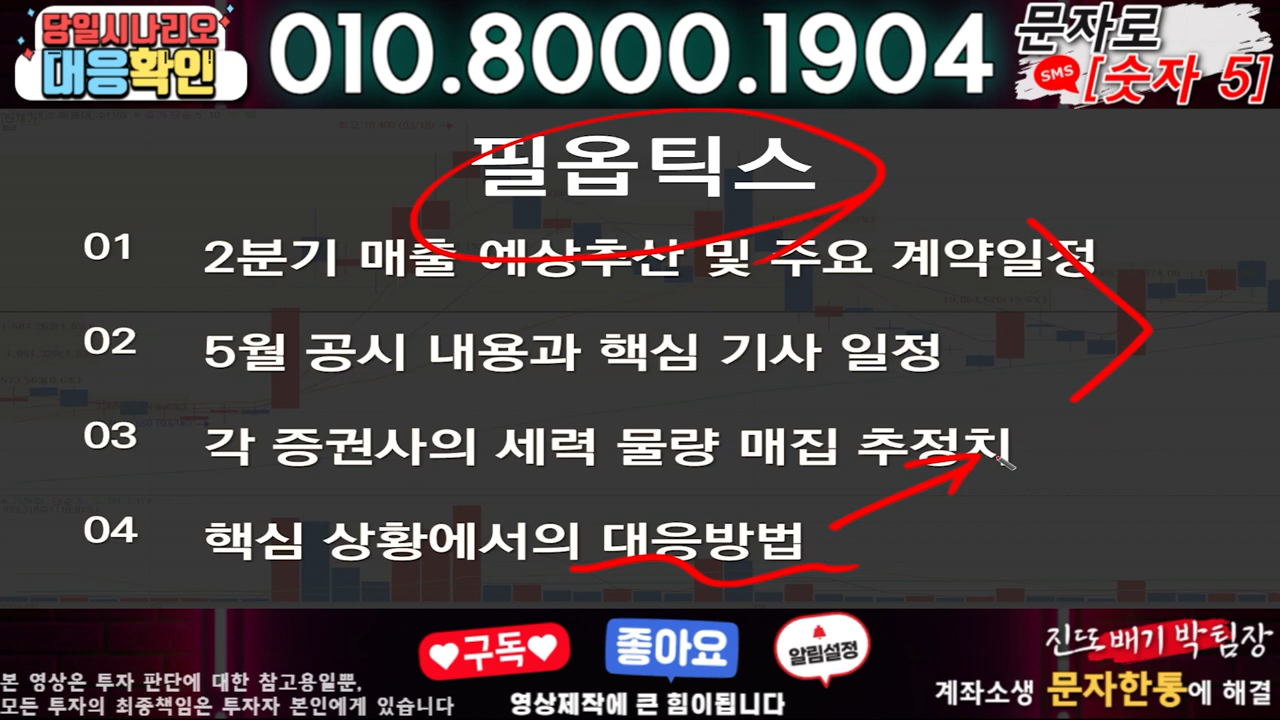 당일시나리오
대응확인
010.8000.1904
문자로
SMS [숫자 5]
필옵틱스
01 2분기 매출 예상추산 및 주요 계약일정
02 5월 공시 내용과 핵심 기사 일정
03 각 증권사의 세력 물량 매집 추정치
04 핵심 상황에서의 대응방법
구독
좋아요
알림설정
영상제작에 큰 힘이됩니다
본 영상은 투자 판단에 대한 참고용일뿐,
모든 투자의 최종책임은 투자자 본인에게 있습니다
진또배기 박팀장
계좌소생 문자한통에 해결